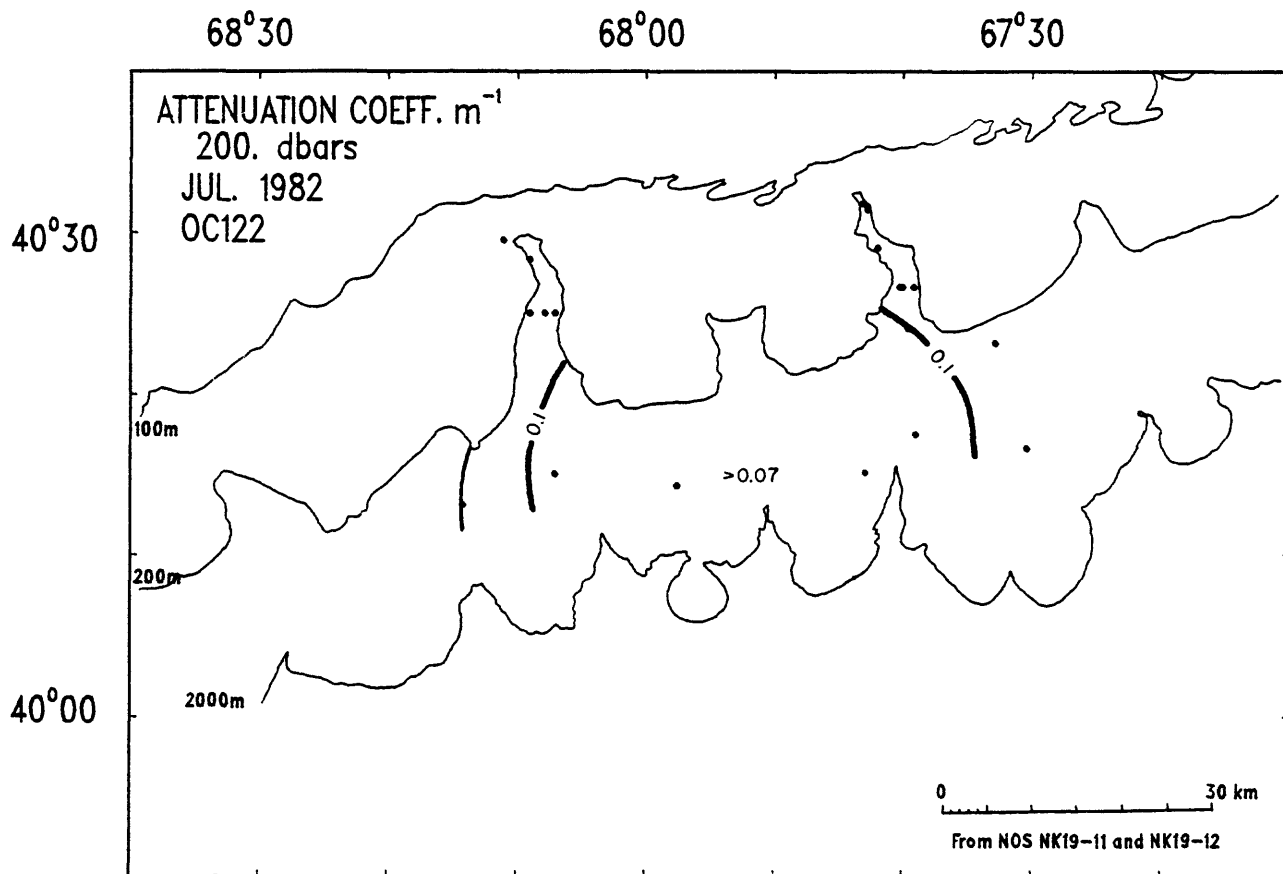 68°30 68°00 67°30
ATTENUATION COEFF. m⁻¹
200. dbars
JUL. 1982
OC122
40°30
0.1
0.1
100m
>0.07
200m
2000m
40°00
0 30 km
From NOS NK19-11 and NK19-12